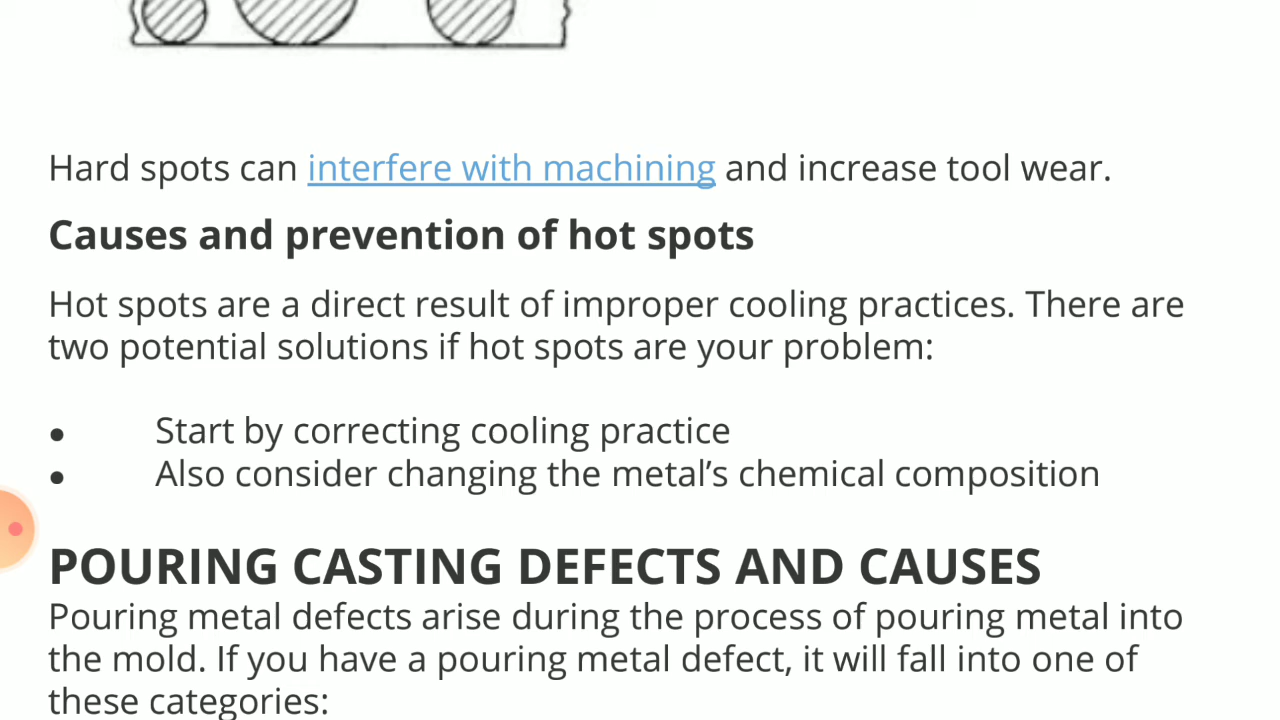 Hard spots can interfere with machining and increase tool wear.
Causes and prevention of hot spots
Hot spots are a direct result of improper cooling practices. There are
two potential solutions if hot spots are your problem:
• Start by correcting cooling practice
• Also consider changing the metal’s chemical composition
POURING CASTING DEFECTS AND CAUSES
Pouring metal defects arise during the process of pouring metal into
the mold. If you have a pouring metal defect, it will fall into one of
these categories: